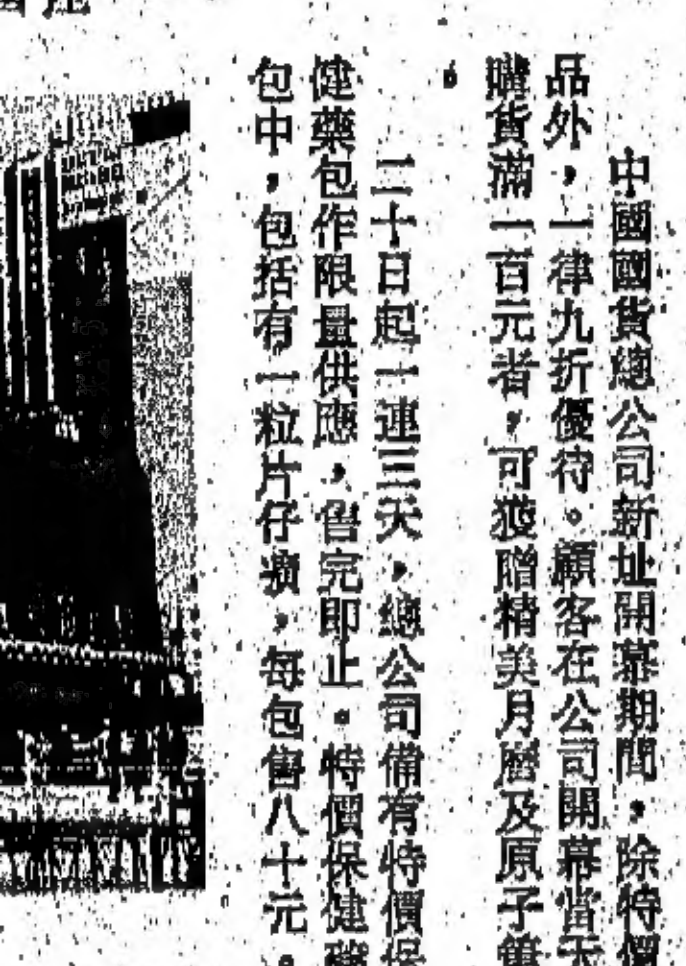 中國國貨總公司新址開幕期間，除特價
品外，一律九折優待。顧客在公司開幕當天
購貨滿一百元者，可獲贈精美月曆及原子筆
。
二十日起一連三天，總公司備有特價保
健藥包作限量供應，售完即止。特價保健藥
包中，包括有一粒片仔癀，每包售八十元。